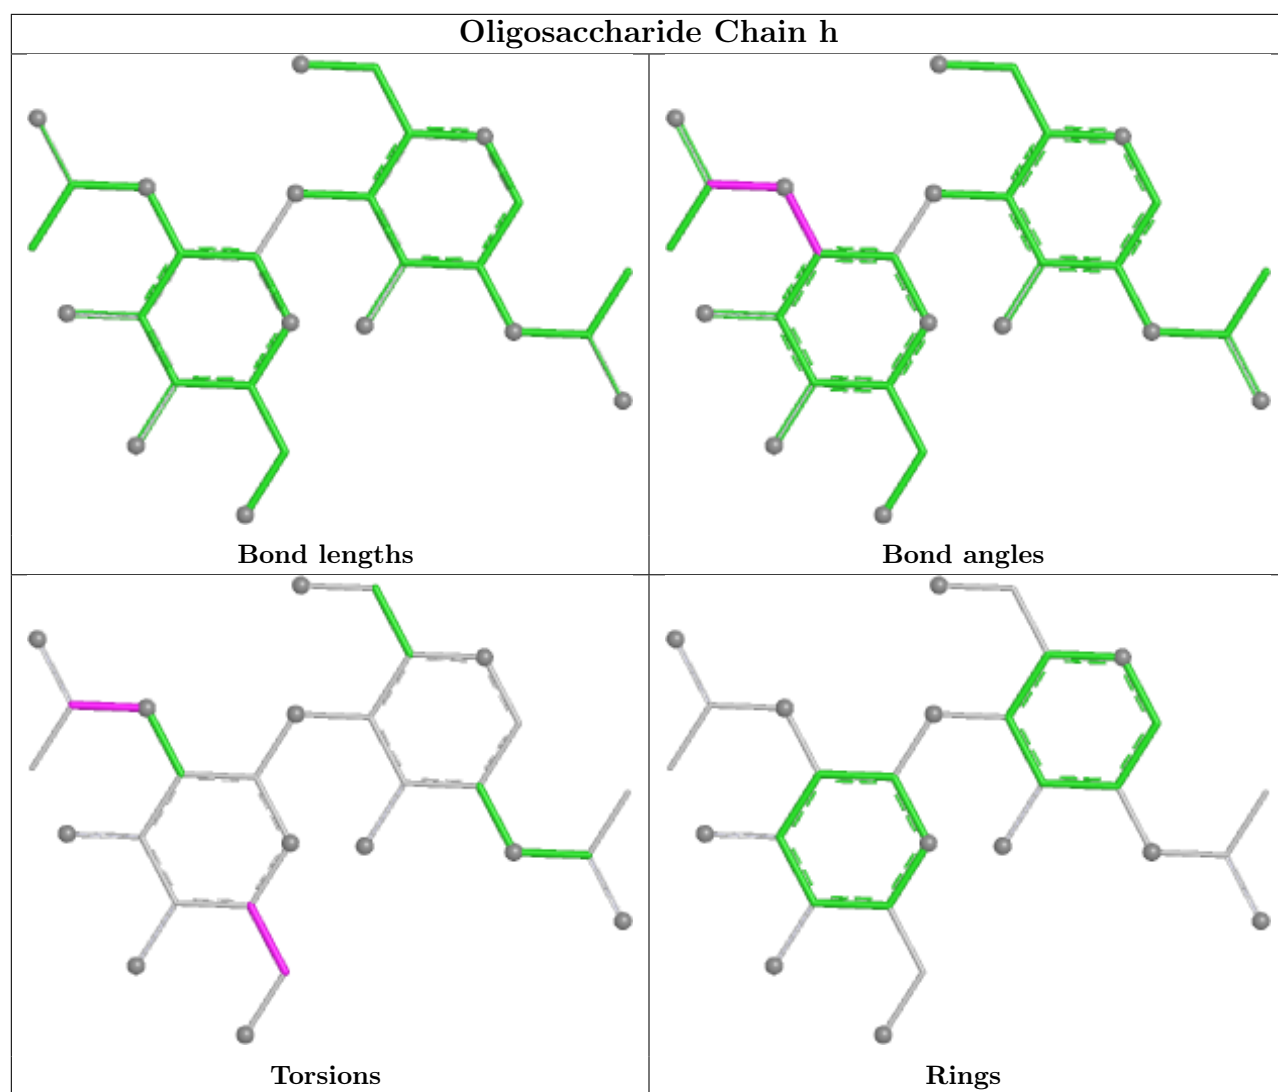 Oligosaccharide Chain h
Bond lengths
Bond angles
Torsions
Rings